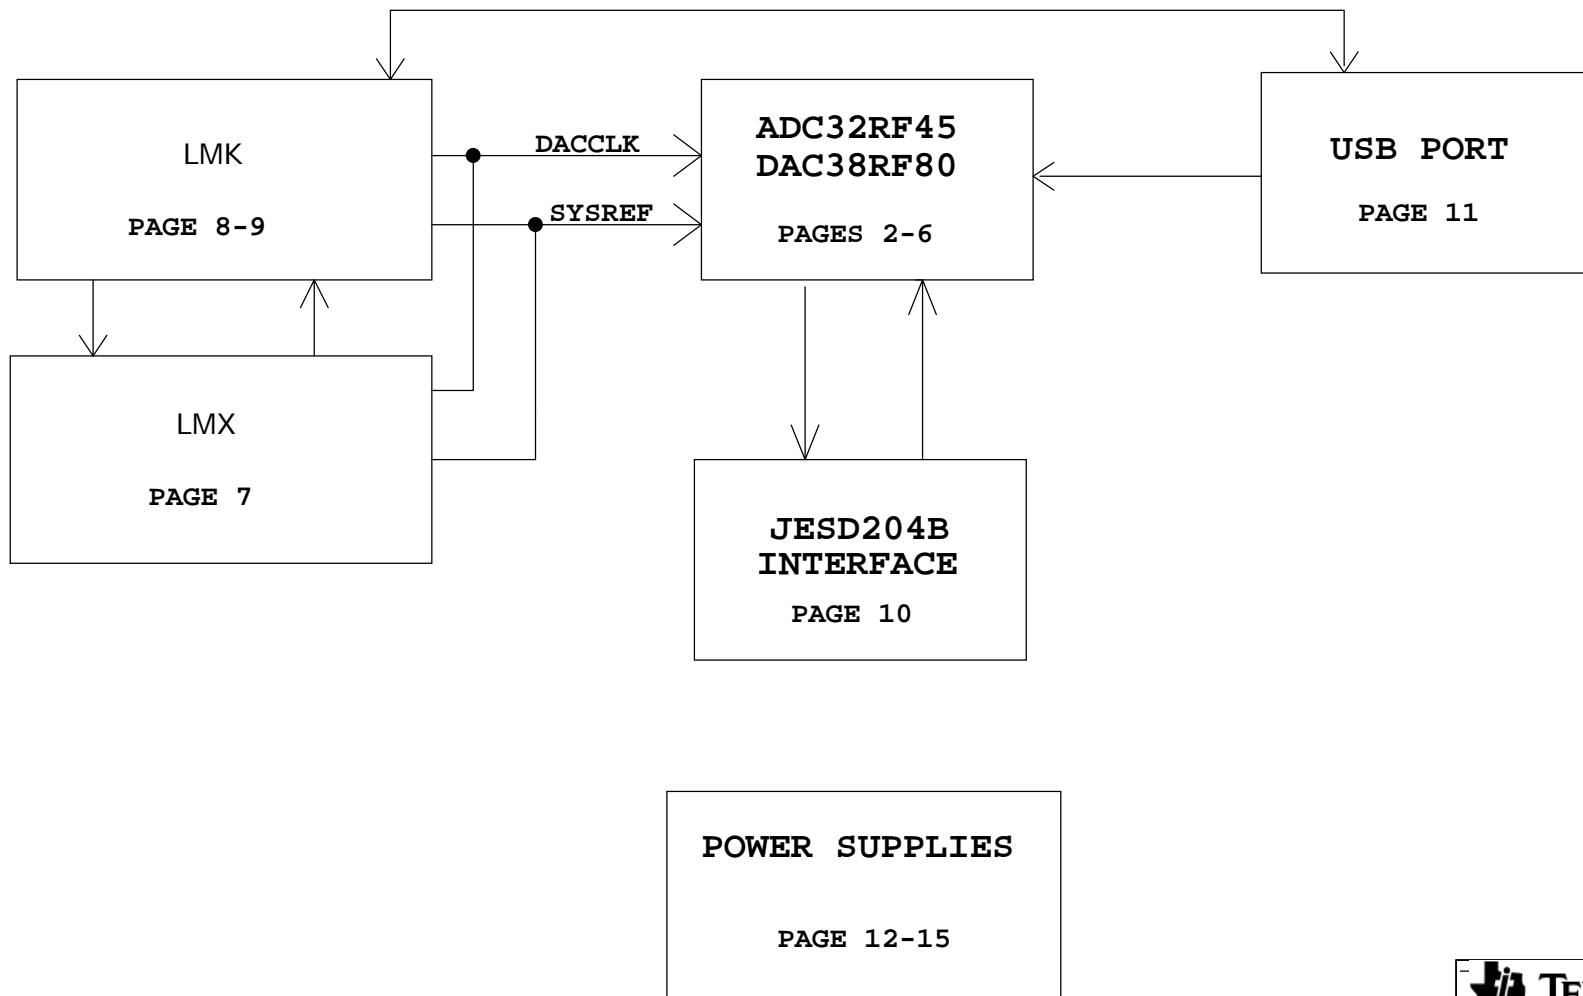 LMK
PAGE 8-9
DACCLK
SYSREF
ADC32RF45
DAC38RF80
PAGES 2-6
USB PORT
PAGE 11
LMX
PAGE 7
JESD204B
INTERFACE
PAGE 10
POWER SUPPLIES
PAGE 12-15